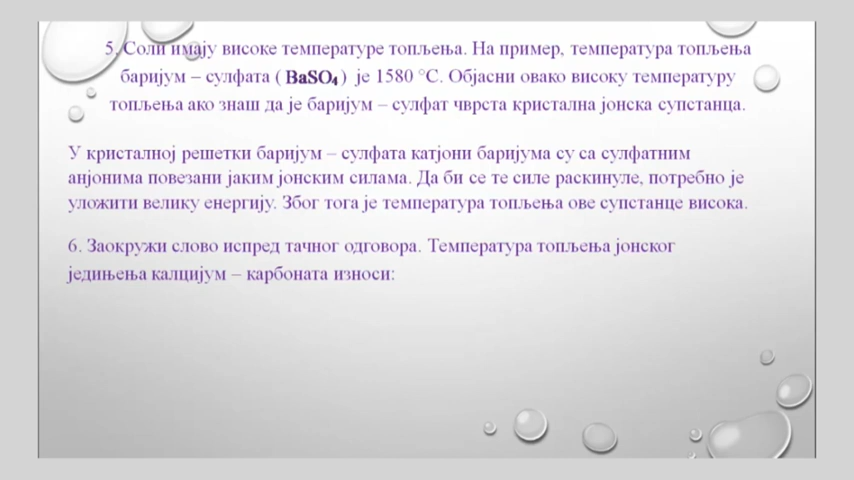 5. Соли имају високе температуре топљења. На пример, температура топљења
баријум – сулфата ( BaSO₄ ) је 1580 °C. Објасни овако високу температуру
топљења ако знаш да је баријум – сулфат чврста кристална јонска супстанца.
У кристалној решетки баријум – сулфата катјони баријума су са сулфатним
анјонима повезани јаким јонским силама. Да би се те силе раскинуле, потребно је
уложити велику енергију. Због тога је температура топљења ове супстанце висока.
6. Заокружи слово испред тачног одговора. Температура топљења јонског
једињења калцијум – карбоната износи: